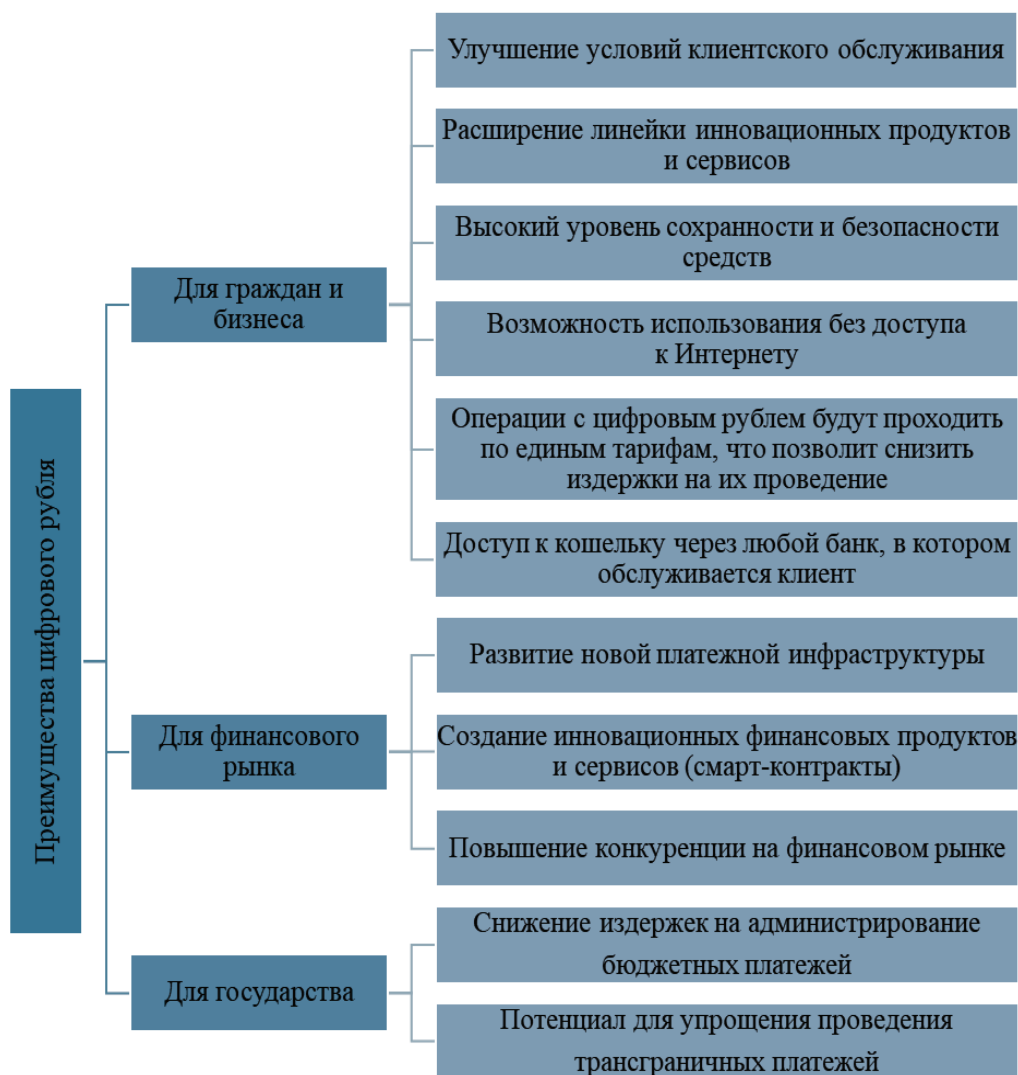 Преимущества цифрового рубля
Для граждан и
бизнеса
Улучшение условий клиентского обслуживания
Расширение линейки инновационных продуктов
и сервисов
Высокий уровень сохранности и безопасности
средств
Возможность использования без доступа
к Интернету
Операции с цифровым рублем будут проходить
по единым тарифам, что позволит снизить
издержки на их проведение
Доступ к кошельку через любой банк, в котором
обслуживается клиент
Для финансового
рынка
Развитие новой платежной инфраструктуры
Создание инновационных финансовых продуктов
и сервисов (смарт-контракты)
Повышение конкуренции на финансовом рынке
Для государства
Снижение издержек на администрирование
бюджетных платежей
Потенциал для упрощения проведения
трансграничных платежей